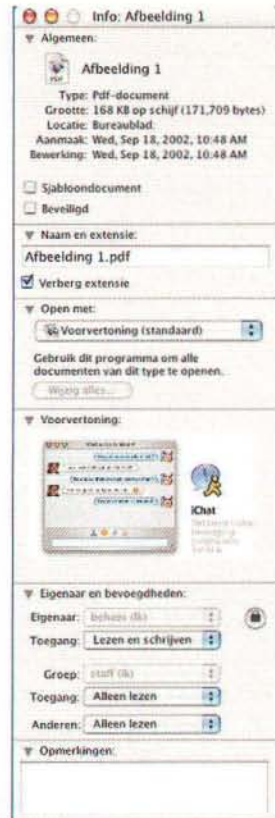 Info: Afbeelding 1
Algemeen:
PDF
Afbeelding 1
Type: Pdf-document
Grootte: 168 KB op schijf (171,709 bytes)
Locatie: Bureaublad
Aanmaak: Wed, Sep 18, 2002, 10:48 AM
Bewerking: Wed, Sep 18, 2002, 10:48 AM
Sjabloondocument
Beveiligd
Naam en extensie:
Afbeelding 1.pdf
Verberg extensie
Open met:
Voorvertoning (standaard)
Gebruik dit programma om alle
documenten van dit type te openen.
Wijzig alles...
Voorvertoning:
iChat
Eigenaar en bevoegdheden:
Eigenaar: (ik)
Toegang: Lezen en schrijven
Groep: staff (ik)
Toegang: Alleen lezen
Anderen: Alleen lezen
Opmerkingen: